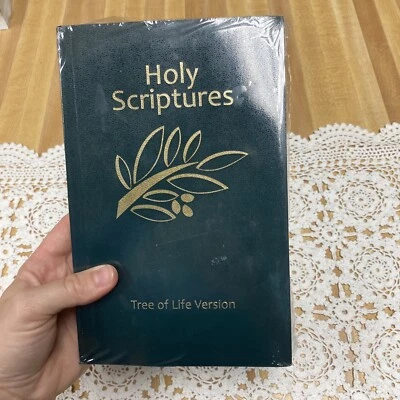 Holy
Scriptures
Tree of Life Version